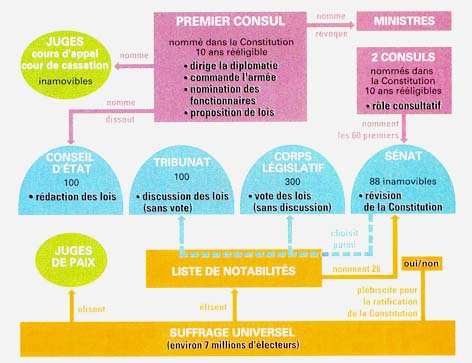 PREMIER CONSUL
nommé dans la Constitution
10 ans rééligible
• dirige la diplomatie
• commande l'armée
• nomination des
fonctionnaires
• proposition de lois
nomme
révoque
MINISTRES
JUGES
cours d'appel
cour de cassation
inamovibles
nomme
2 CONSULS
nommés dans
la Constitution
10 ans rééligibles
• rôle consultatif
nomme
dissout
nomment
les 60 premiers
CONSEIL
D'ÉTAT
100
• rédaction des lois
TRIBUNAT
100
• discussion des lois
(sans vote)
CORPS
LÉGISLATIF
300
• vote des lois
(sans discussion)
SÉNAT
88 inamovibles
• révision
de la Constitution
choisit
parmi
JUGES
DE PAIX
LISTE DE NOTABILITÉS
nomment 28
oui/non
élisent
élisent
plébiscite pour
la ratification
de la Constitution
SUFFRAGE UNIVERSEL
(environ 7 millions d'électeurs)